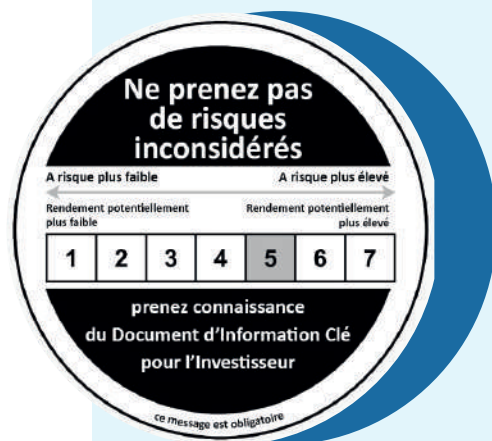 Ne prenez pas
de risques
inconsidérés
A risque plus faible A risque plus élevé
Rendement potentiellement Rendement potentiellement
plus faible plus élevé
1 2 3 4 5 6 7
prenez connaissance
du Document d'Information Clé
pour l'Investisseur
ce message est obligatoire